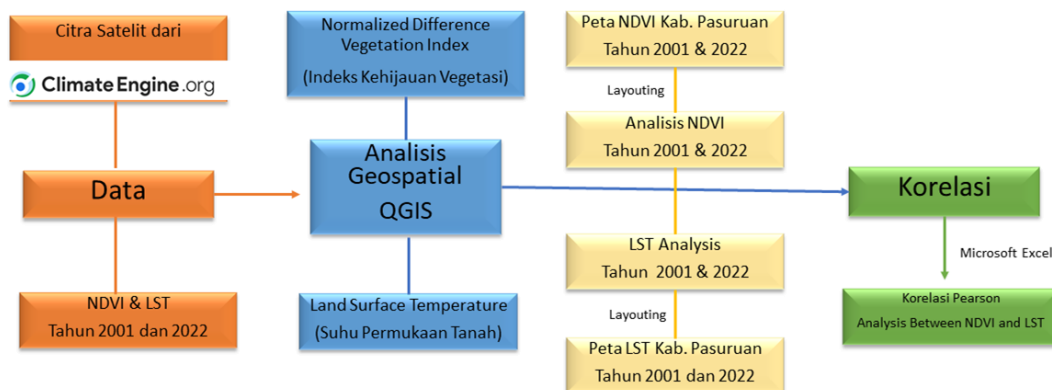 Citra Satelit dari
ClimateEngine.org
Data
NDVI & LST
Tahun 2001 dan 2022
Normalized Difference
Vegetation Index
(Indeks Kehijauan Vegetasi)
Analisis
Geospatial
QGIS
Land Surface Temperature
(Suhu Permukaan Tanah)
Peta NDVI Kab. Pasuruan
Tahun 2001 & 2022
Layouting
Analisis NDVI
Tahun 2001 & 2022
LST Analysis
Tahun 2001 & 2022
Layouting
Peta LST Kab. Pasuruan
Tahun 2001 dan 2022
Korelasi
Microsoft Excel
Korelasi Pearson
Analysis Between NDVI and LST